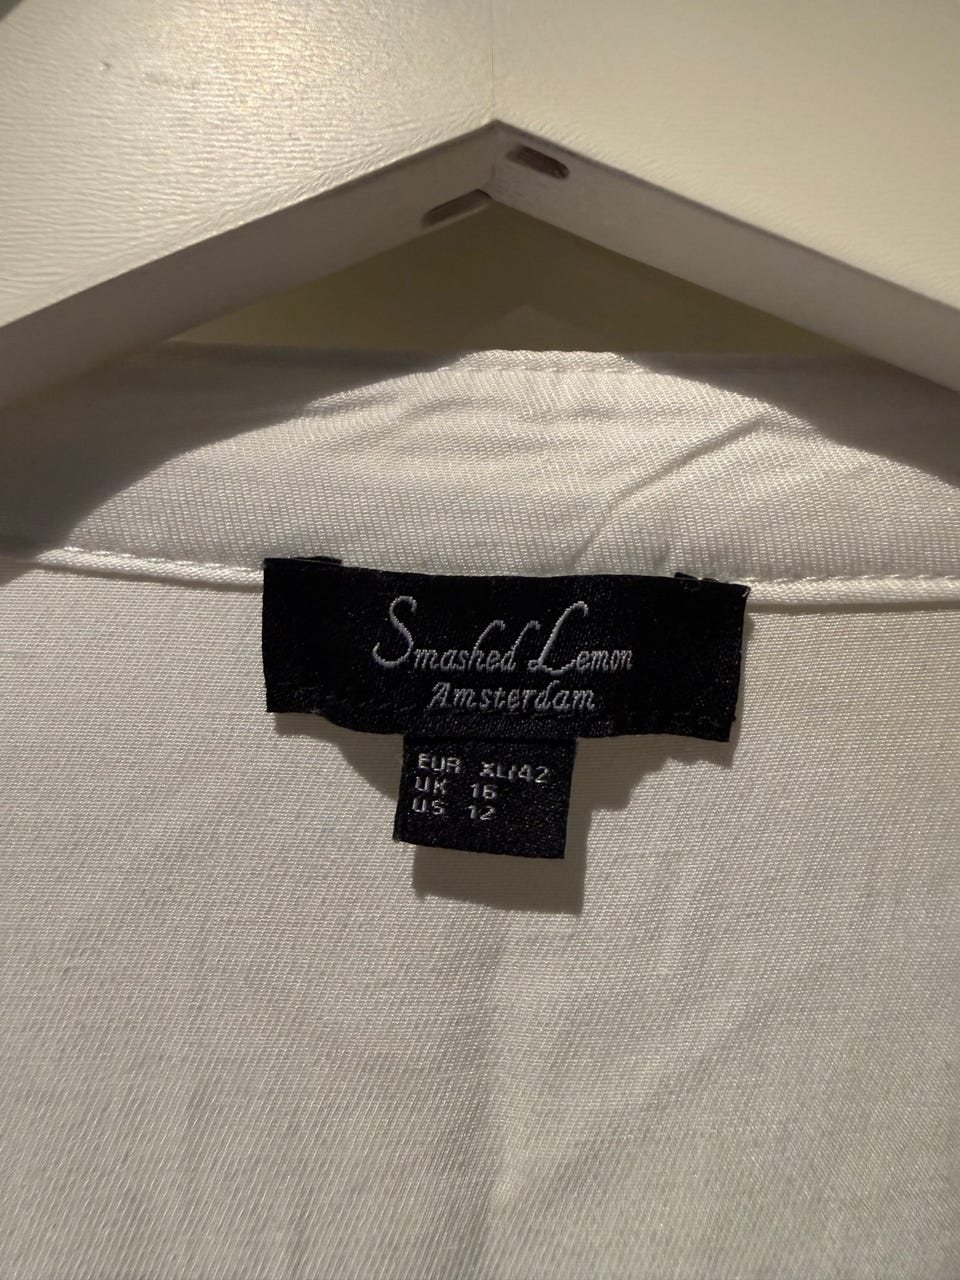 Smashed Lemon
Amsterdam
EUR XL/42
UK 16
US 12